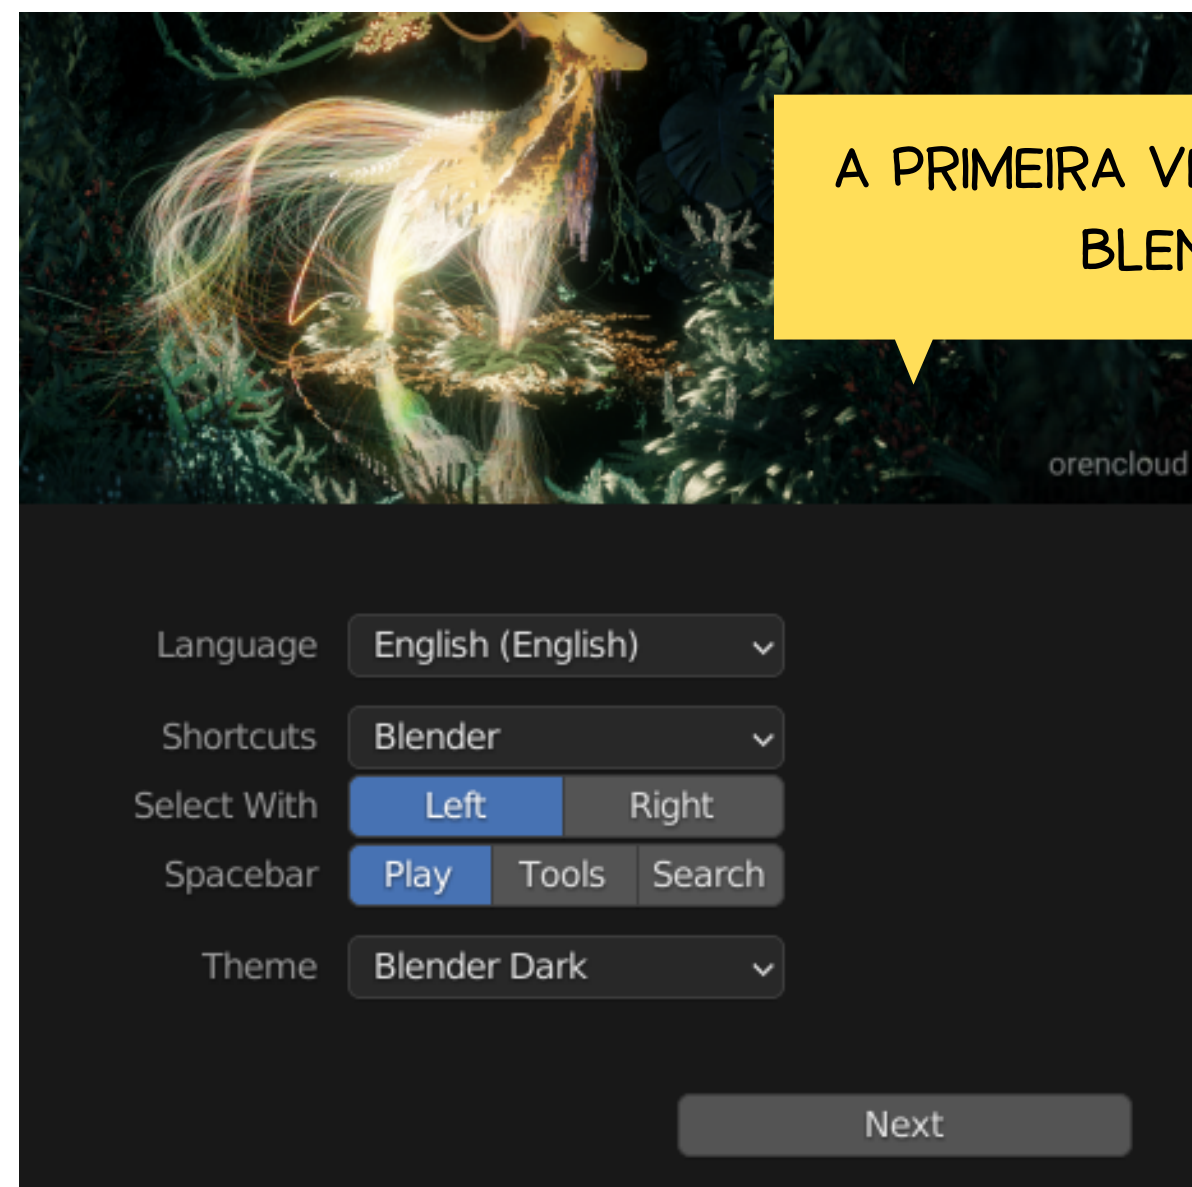 A PRIMEIRA
BLEN
orencloud
Language English (English)
Shortcuts Blender
Select With Left Right
Spacebar Play Tools Search
Theme Blender Dark
Next